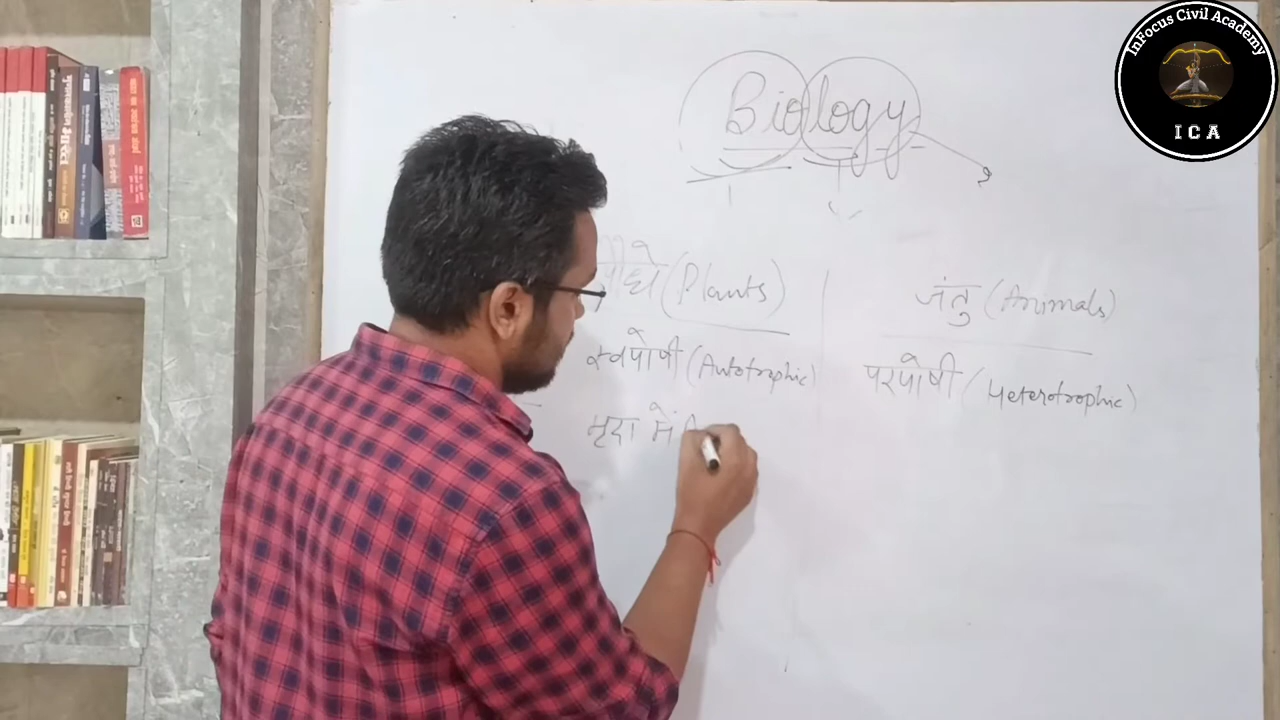 InFocus Civil Academy
ICA
Biology
(Plants)
जंतु (Animals)
स्वपोषी (Autotrophic)
परपोषी (Heterotrophic)
मृदा में